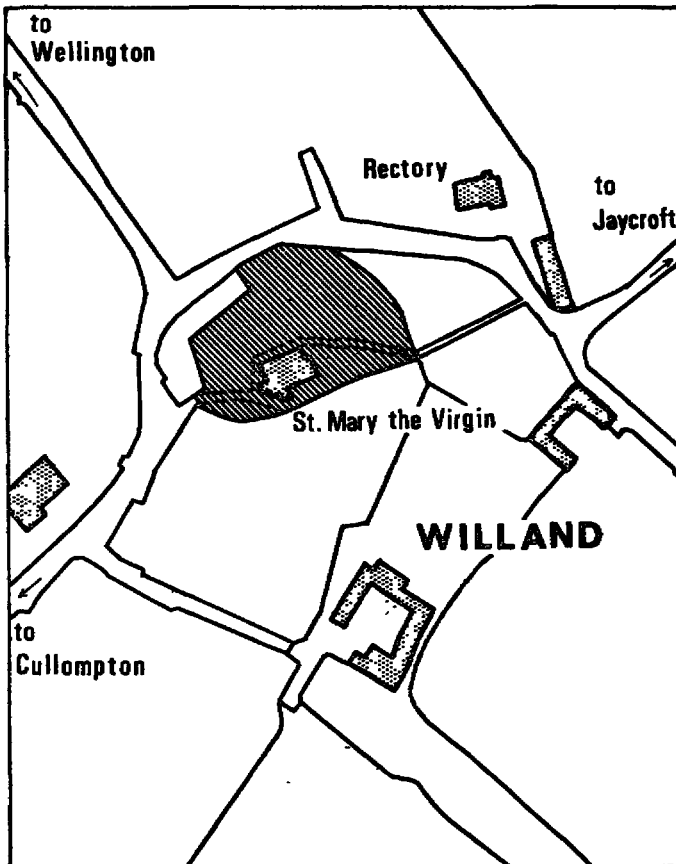 to
Wellington
Rectory
to
Jaycroft
St. Mary the Virgin
WILLAND
to
Cullompton